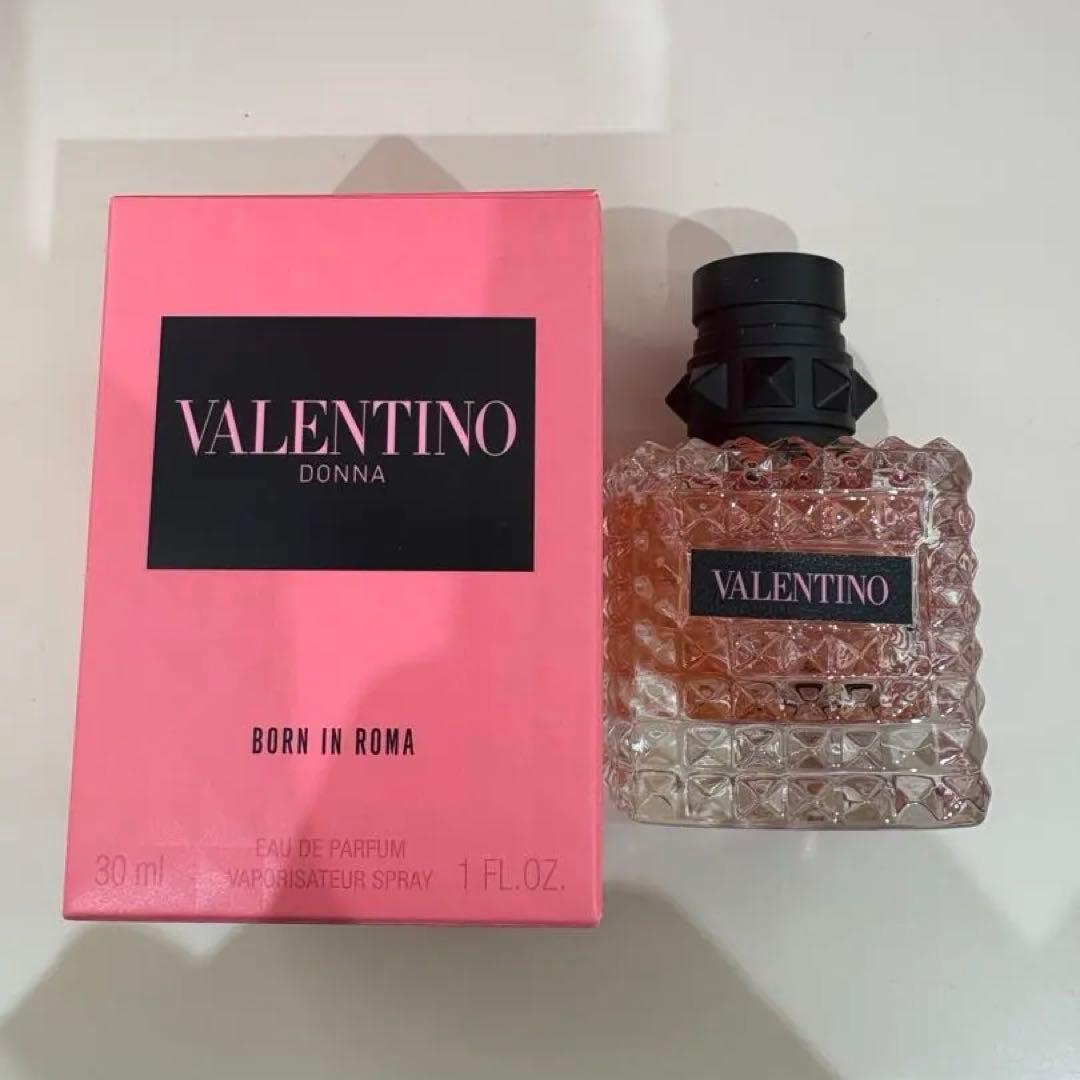 VALENTINO
DONNA
BORN IN ROMA
EAU DE PARFUM
30 ml - VAPORISATEUR SPRAY 1 FL.OZ.
VALENTINO